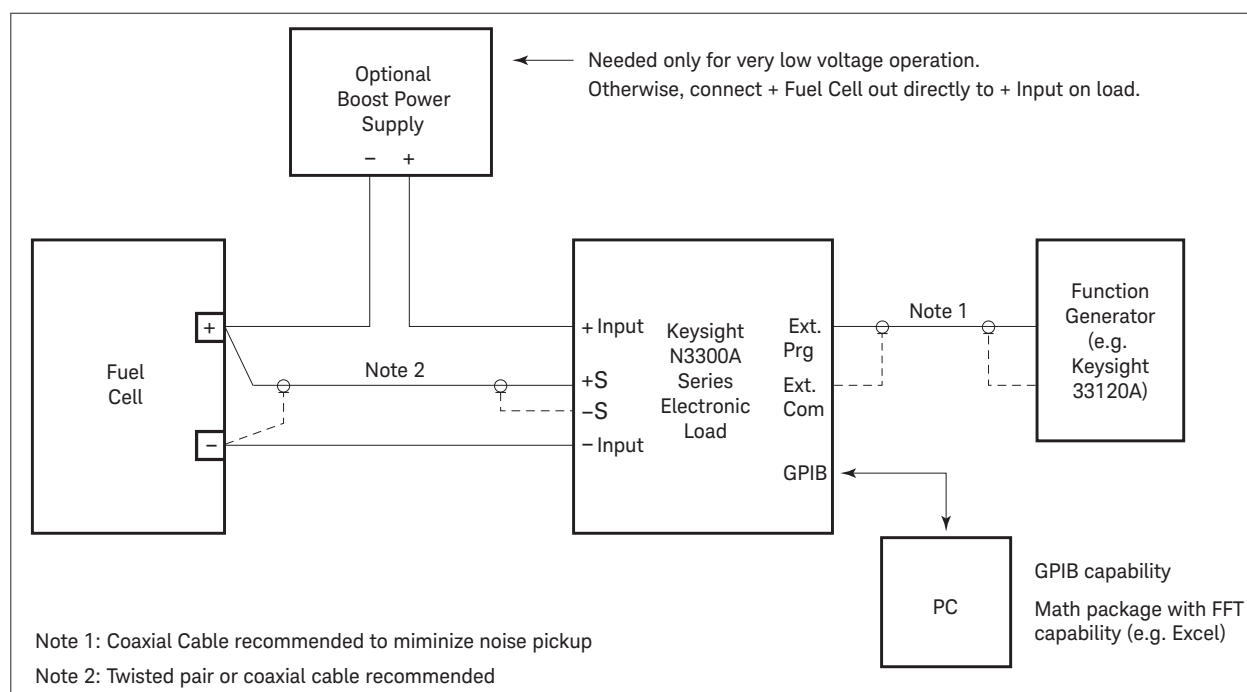 Optional
Boost Power
Supply
− +
Needed only for very low voltage operation.
Otherwise, connect + Fuel Cell out directly to + Input on load.
Fuel
Cell
+
−
Note 2
+ Input
+S
−S
− Input
Keysight
N3300A
Series
Electronic
Load
Ext.
Prg
Ext.
Com
GPIB
Note 1
Function
Generator
(e.g.
Keysight
33120A)
PC
GPIB capability
Math package with FFT
capability (e.g. Excel)
Note 1: Coaxial Cable recommended to miminize noise pickup
Note 2: Twisted pair or coaxial cable recommended